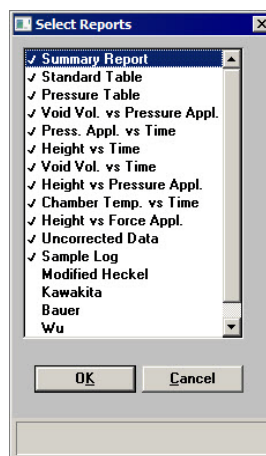 Select Reports
✓ Summary Report
✓ Standard Table
✓ Pressure Table
✓ Void Vol. vs Pressure Appl.
✓ Press. Appl. vs Time
✓ Height vs Time
✓ Void Vol. vs Time
✓ Height vs Pressure Appl.
✓ Chamber Temp. vs Time
✓ Height vs Force Appl.
✓ Uncorrected Data
✓ Sample Log
Modified Heckel
Kawakita
Bauer
Wu
OK Cancel